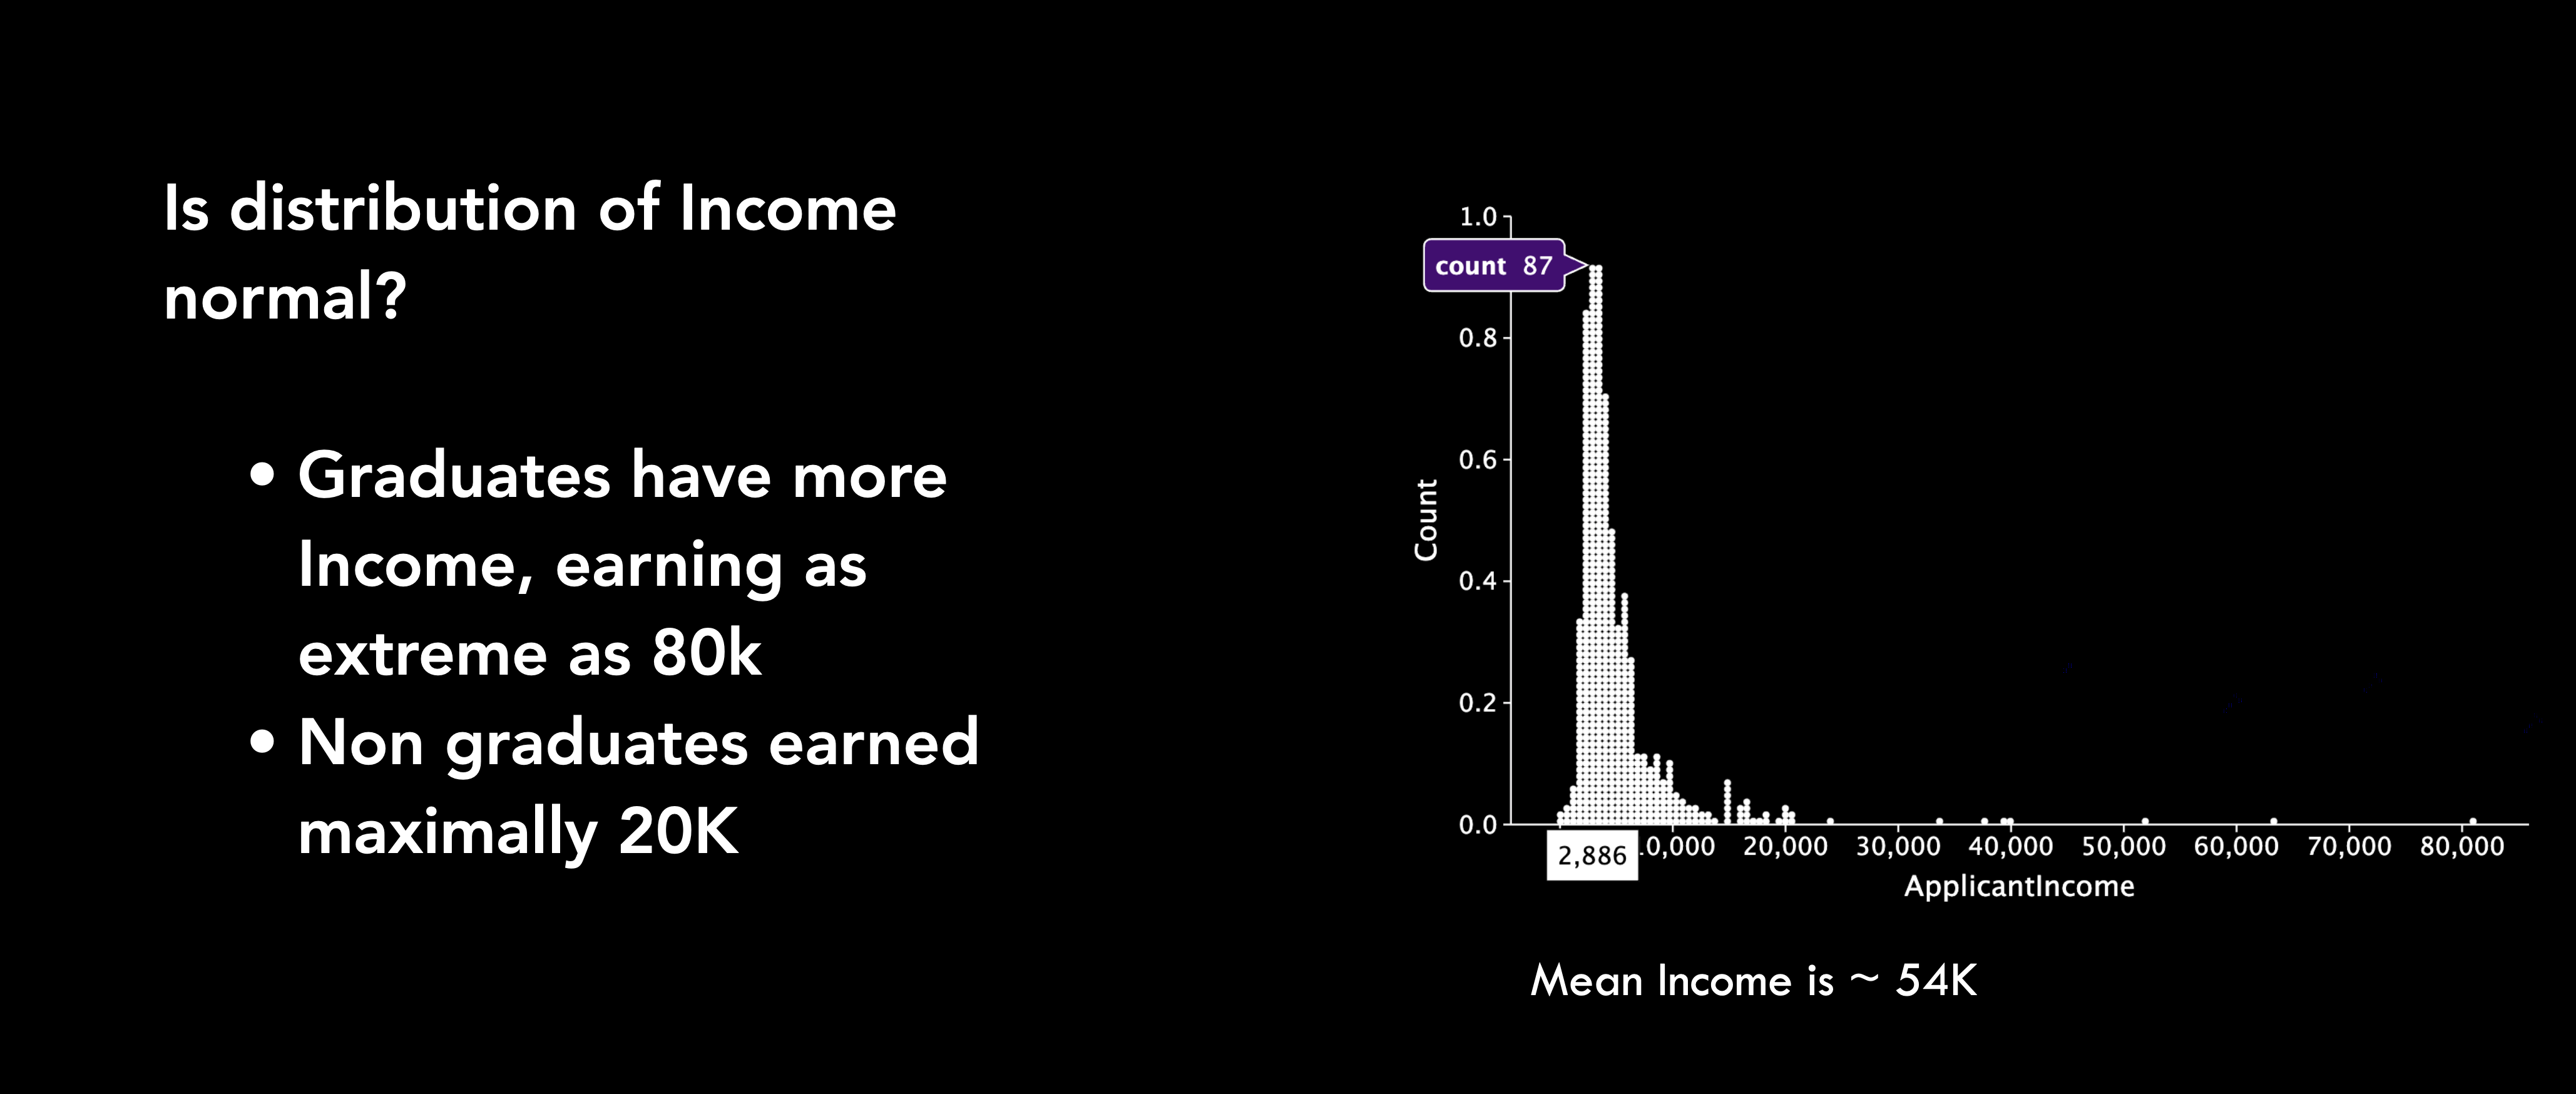 Is distribution of Income
normal?
• Graduates have more
Income, earning as
extreme as 80k
• Non graduates earned
maximally 20K
1.0
count 87
0.8
0.6
0.4
0.2
0.0
Count
2,886 0,000 20,000 30,000 40,000 50,000 60,000 70,000 80,000
ApplicantIncome
Mean Income is ~ 54K